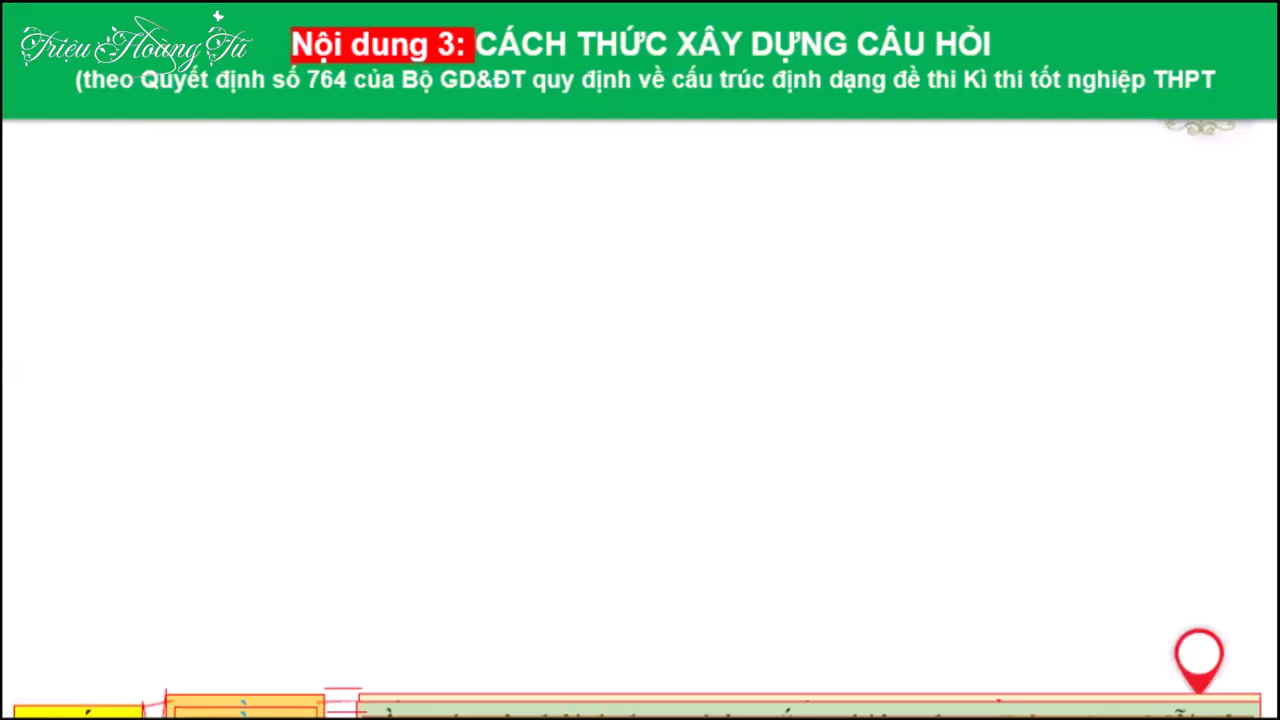 Triệu Hoàng Tú
Nội dung 3: CÁCH THỨC XÂY DỰNG CÂU HỎI
(theo Quyết định số 764 của Bộ GD&ĐT quy định về cấu trúc định dạng đề thi Kì thi tốt nghiệp THPT